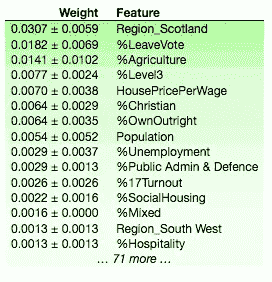 Weight Feature
0.0307 ± 0.0059 Region_Scotland
0.0182 ± 0.0069 %LeaveVote
0.0141 ± 0.0102 %Agriculture
0.0077 ± 0.0024 %Level3
0.0070 ± 0.0038 HousePricePerWage
0.0064 ± 0.0029 %Christian
0.0064 ± 0.0035 %OwnOutright
0.0054 ± 0.0052 Population
0.0029 ± 0.0037 %Unemployment
0.0029 ± 0.0013 %Public Admin & Defence
0.0026 ± 0.0026 %17Turnout
0.0022 ± 0.0016 %SocialHousing
0.0016 ± 0.0000 %Mixed
0.0013 ± 0.0013 Region_South West
0.0013 ± 0.0013 %Hospitality
... 71 more ...